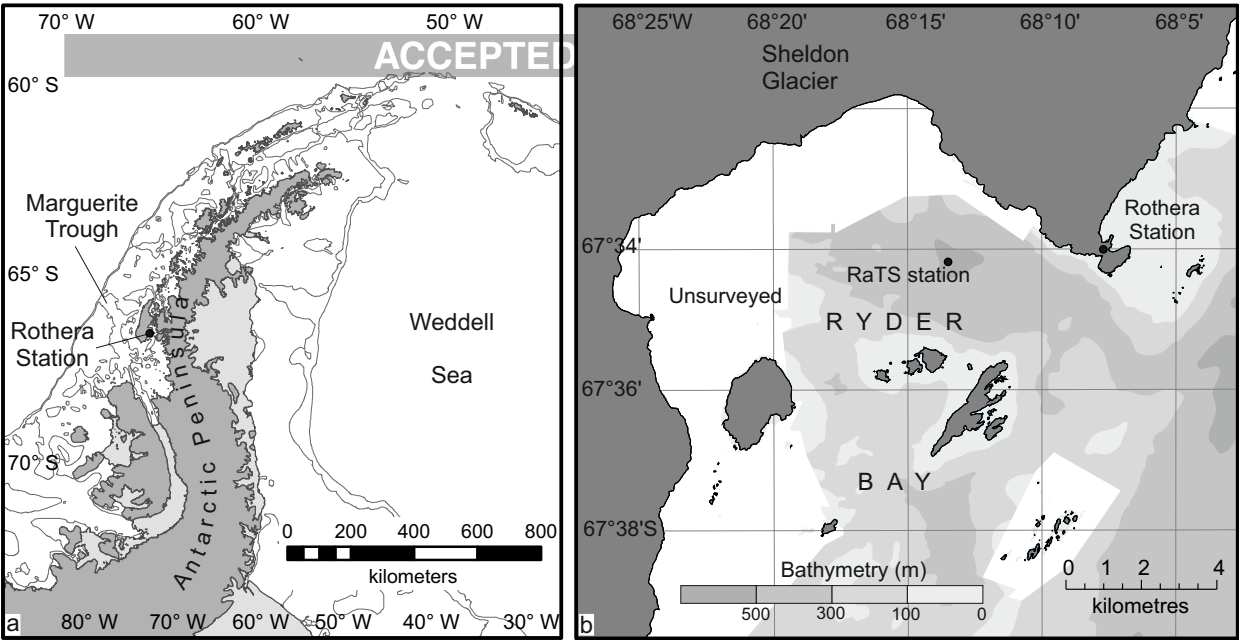 70° W 60° W 50° W
ACCEPTED
60° S
Marguerite
Trough
65° S
Rothera
Station
Weddell
Sea
Antarctic Peninsula
70° S
0 200 400 600 800
kilometers
80° W 70° W 60° W 50° W 40° W 30° W
a
68°25'W 68°20' 68°15' 68°10' 68°5'
Sheldon
Glacier
Rothera
Station
67°34'
RaTS station
Unsurveyed
RYDER
67°36'
BAY
67°38'S
Bathymetry (m)
500 300 100 0
0 1 2 4
kilometres
b